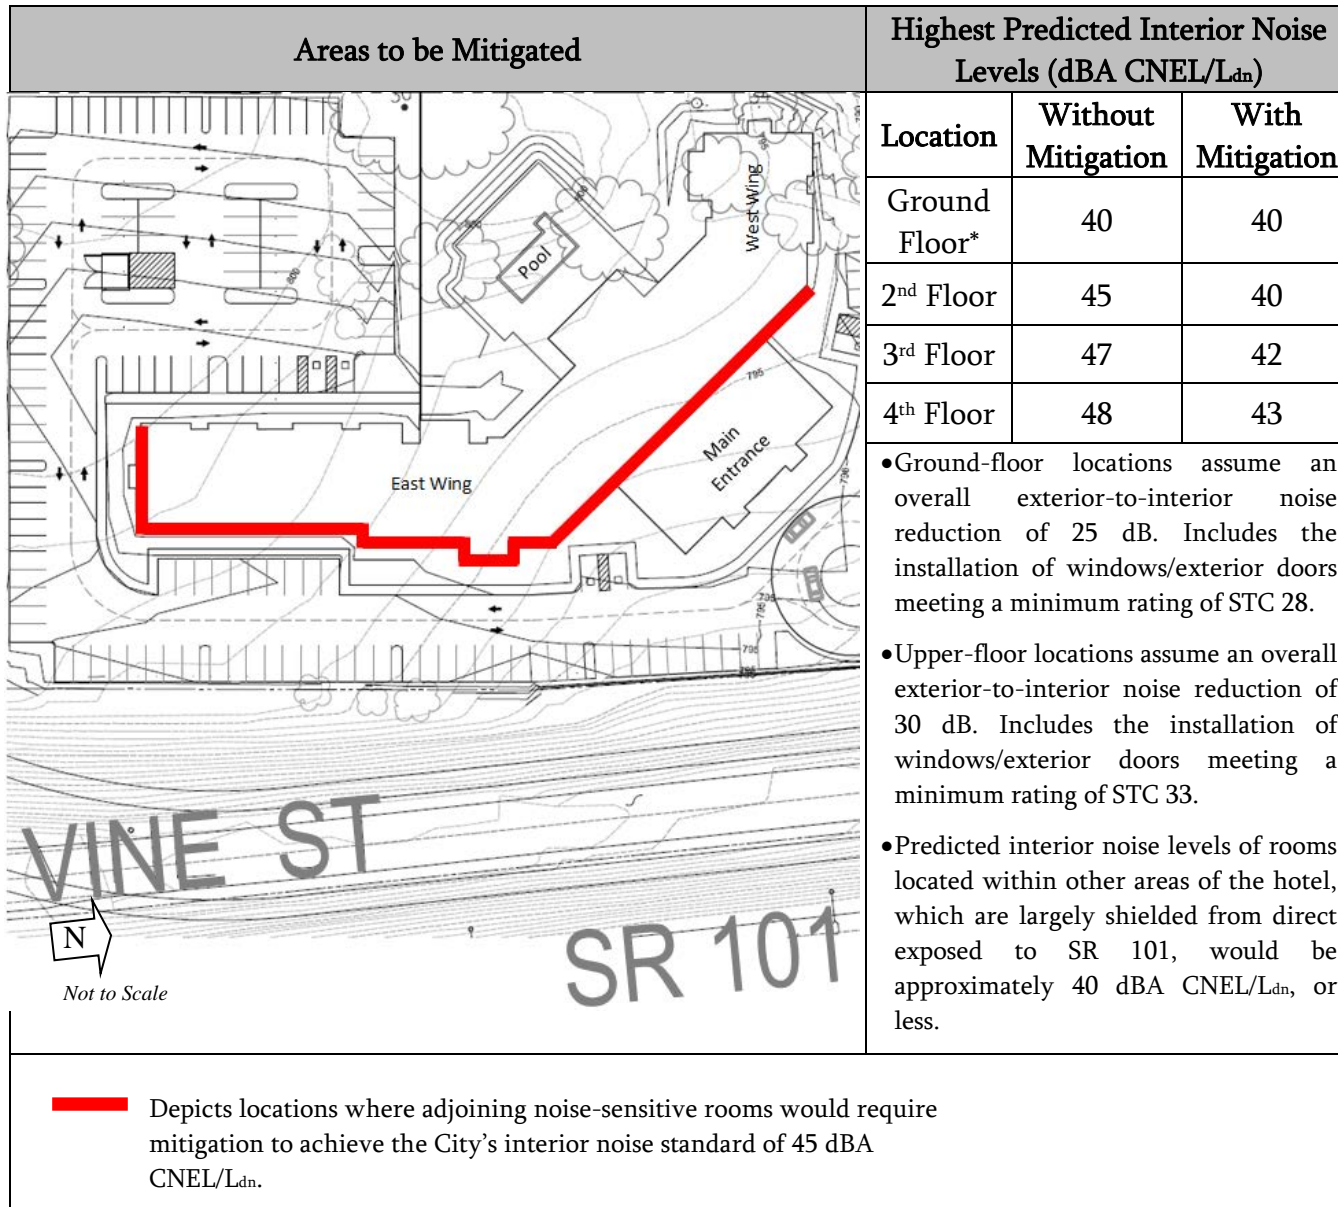 Areas to be Mitigated
Highest Predicted Interior Noise
Levels (dBA CNEL/Ldn)
Location
Without
Mitigation
With
Mitigation
Ground
Floor*
40
40
2nd Floor
45
40
3rd Floor
47
42
4th Floor
48
43
•Ground-floor locations assume an
overall exterior-to-interior noise
reduction of 25 dB. Includes the
installation of windows/exterior doors
meeting a minimum rating of STC 28.
•Upper-floor locations assume an overall
exterior-to-interior noise reduction of
30 dB. Includes the installation of
windows/exterior doors meeting a
minimum rating of STC 33.
•Predicted interior noise levels of rooms
located within other areas of the hotel,
which are largely shielded from direct
exposed to SR 101, would be
approximately 40 dBA CNEL/Ldn, or
less.
West Wing
Pool
800
800
795
795
Main
Entrance
East Wing
795
795
795
VINE ST
SR 101
N
Not to Scale
Depicts locations where adjoining noise-sensitive rooms would require
mitigation to achieve the City's interior noise standard of 45 dBA
CNEL/Ldn.